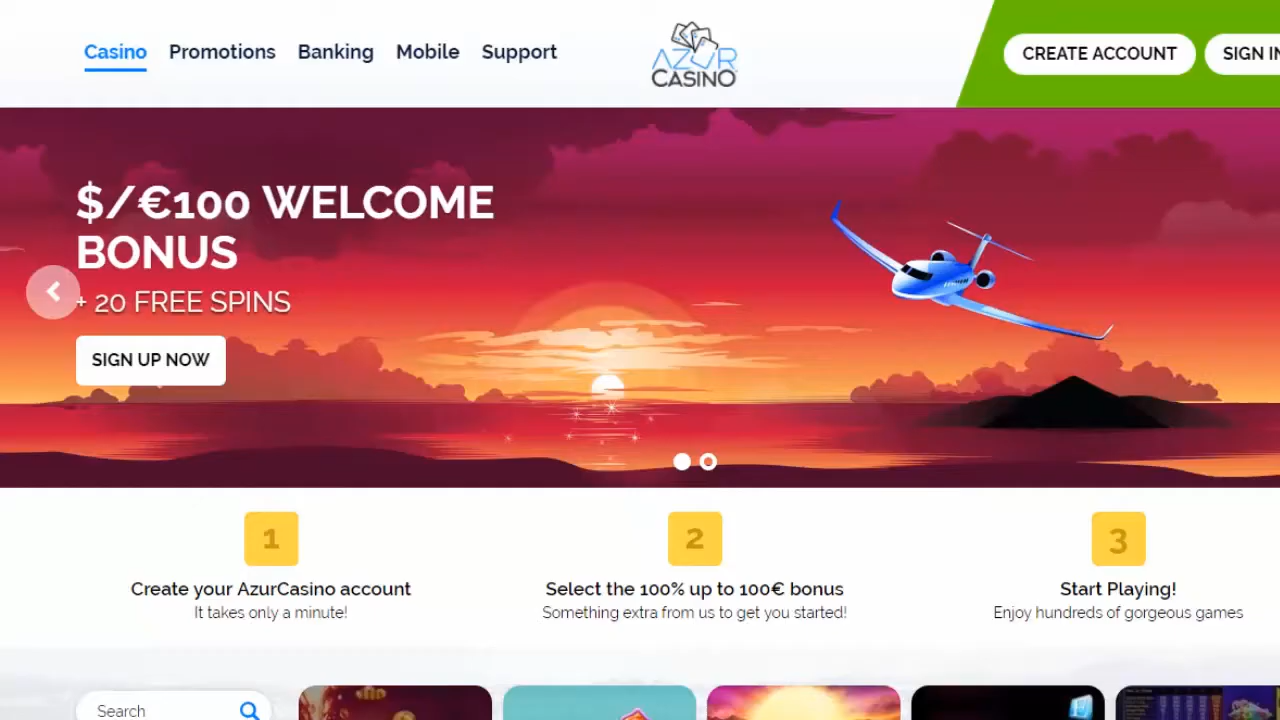 Casino Promotions Banking Mobile Support
AZUR
CASINO
CREATE ACCOUNT
SIGN IN
$/€100 WELCOME
BONUS
+ 20 FREE SPINS
SIGN UP NOW
1
Create your AzurCasino account
It takes only a minute!
2
Select the 100% up to 100€ bonus
Something extra from us to get you started!
3
Start Playing!
Enjoy hundreds of gorgeous games
Search